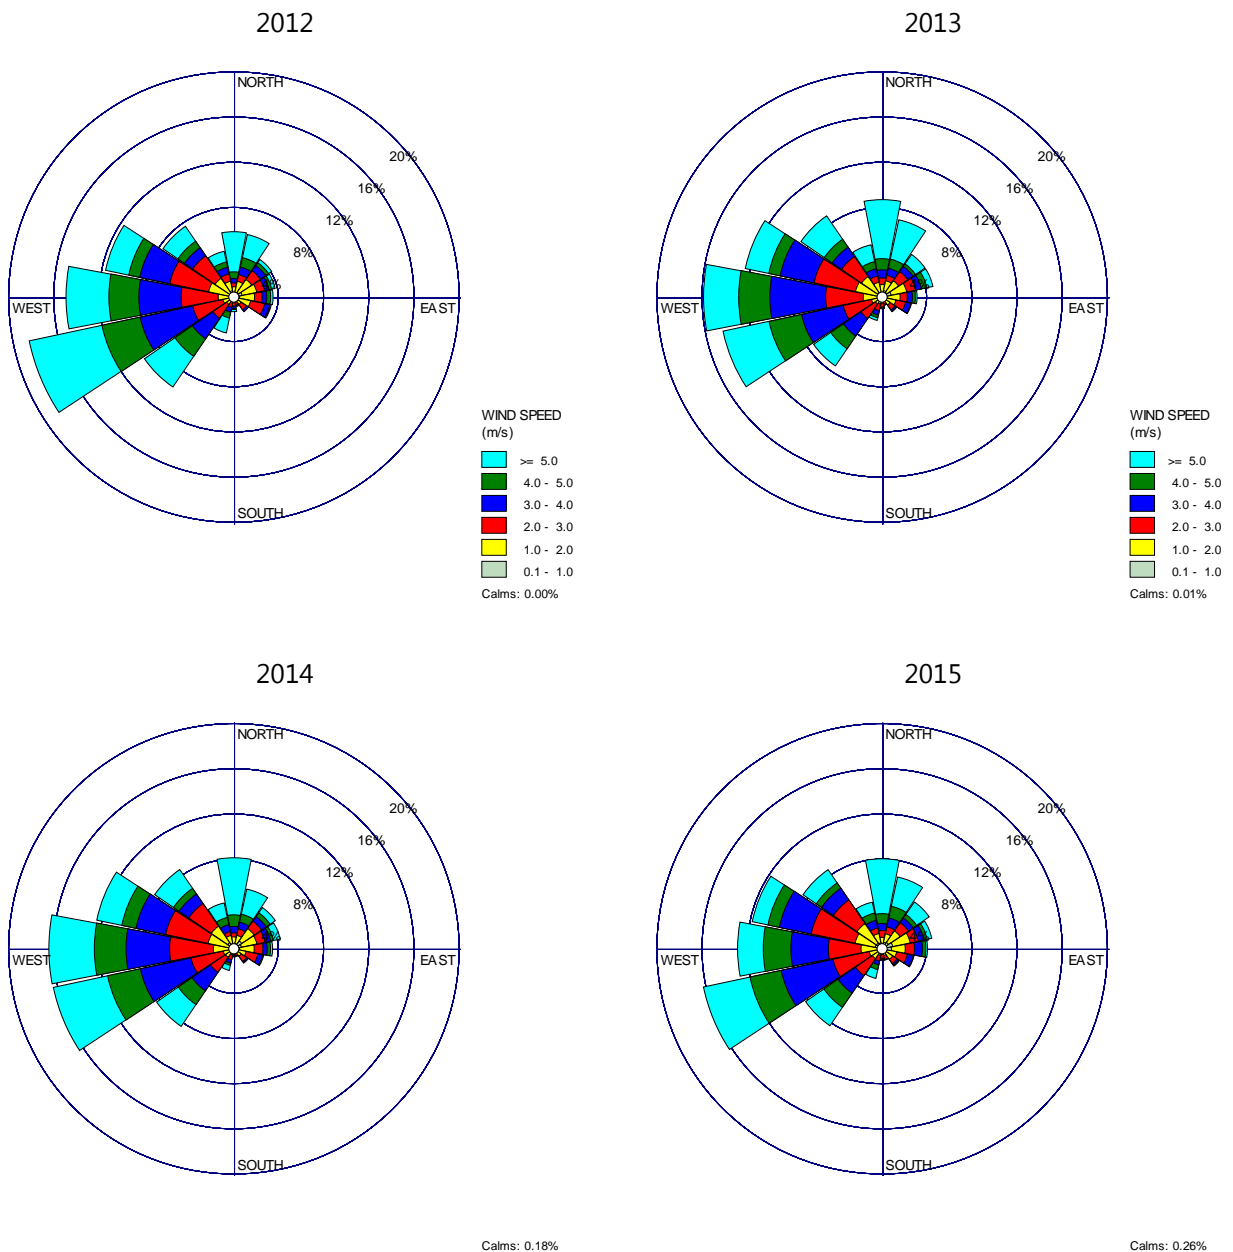 2012
2013
NORTH
20%
16%
12%
8%
WEST
EAST
SOUTH
WIND SPEED
(m/s)
>= 5.0
4.0 - 5.0
3.0 - 4.0
2.0 - 3.0
1.0 - 2.0
0.1 - 1.0
Calms: 0.00%
NORTH
20%
16%
12%
8%
WEST
EAST
SOUTH
WIND SPEED
(m/s)
>= 5.0
4.0 - 5.0
3.0 - 4.0
2.0 - 3.0
1.0 - 2.0
0.1 - 1.0
Calms: 0.01%
2014
2015
NORTH
20%
16%
12%
8%
WEST
EAST
SOUTH
Calms: 0.18%
NORTH
20%
16%
12%
8%
WEST
EAST
SOUTH
Calms: 0.26%